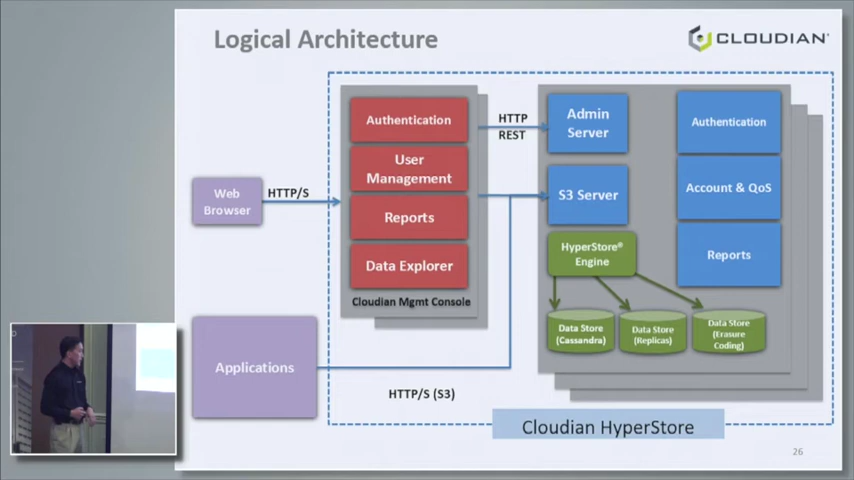 Logical Architecture
CLOUDIAN
Authentication
User
Management
Reports
Data Explorer
Cloudian Mgmt Console
HTTP
REST
Admin
Server
S3 Server
HyperStore®
Engine
Data Store
(Cassandra)
Data Store
(Replicas)
Data Store
(Erasure
Coding)
Authentication
Account & QoS
Reports
Web
Browser
HTTP/S
Applications
HTTP/S (S3)
Cloudian HyperStore
26